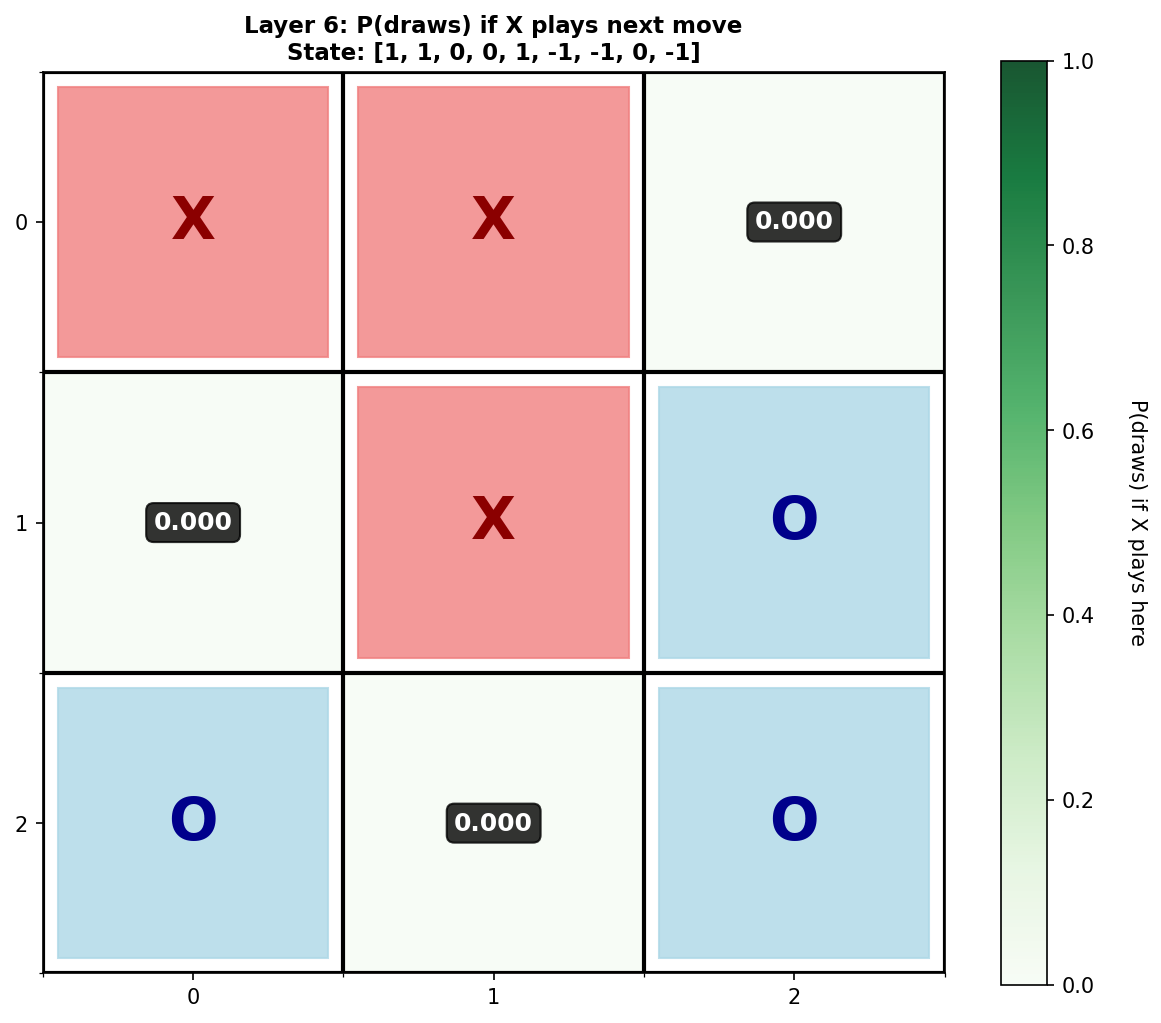 Layer 6: P(draws) if X plays next move
State: [1, 1, 0, 0, 1, -1, -1, 0, -1]
X
X
0.000
0.000
X
O
O
0.000
O
0
1
2
0
1
2
1.0
0.8
0.6
0.4
0.2
0.0
P(draws) if X plays here